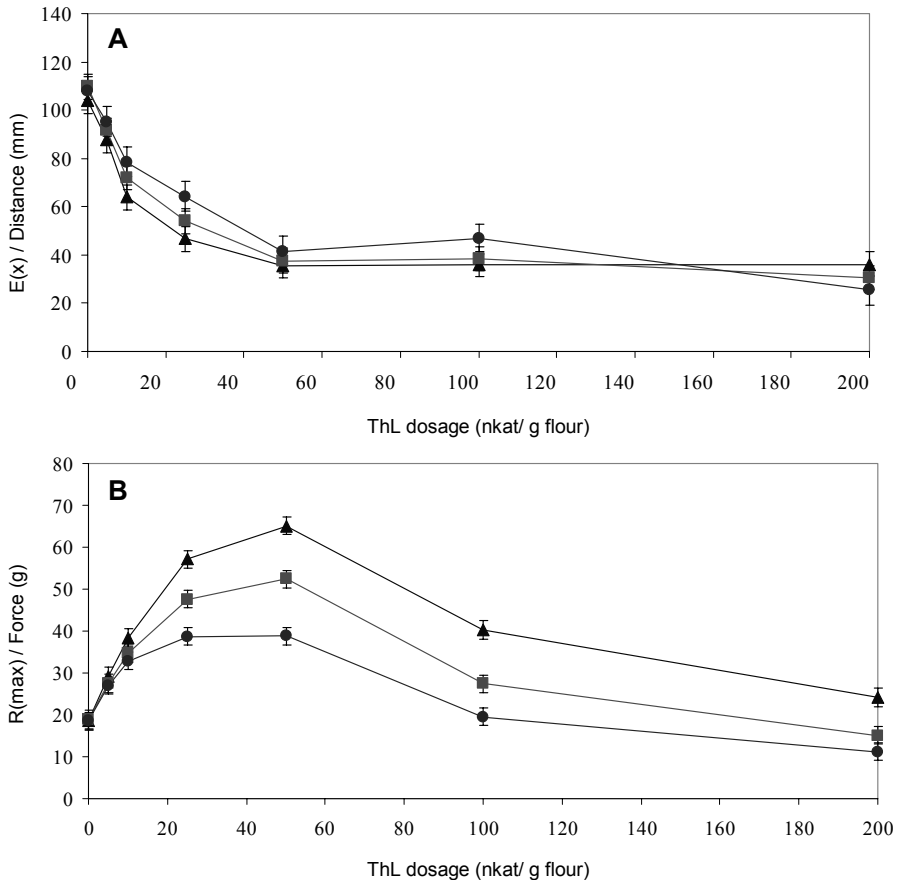 A
E(x) / Distance (mm)
140
120
100
80
60
40
20
0
0 20 40 60 80 100 120 140 160 180 200
ThL dosage (nkat/ g flour)
B
R(max) / Force (g)
80
70
60
50
40
30
20
10
0
0 20 40 60 80 100 120 140 160 180 200
ThL dosage (nkat/ g flour)